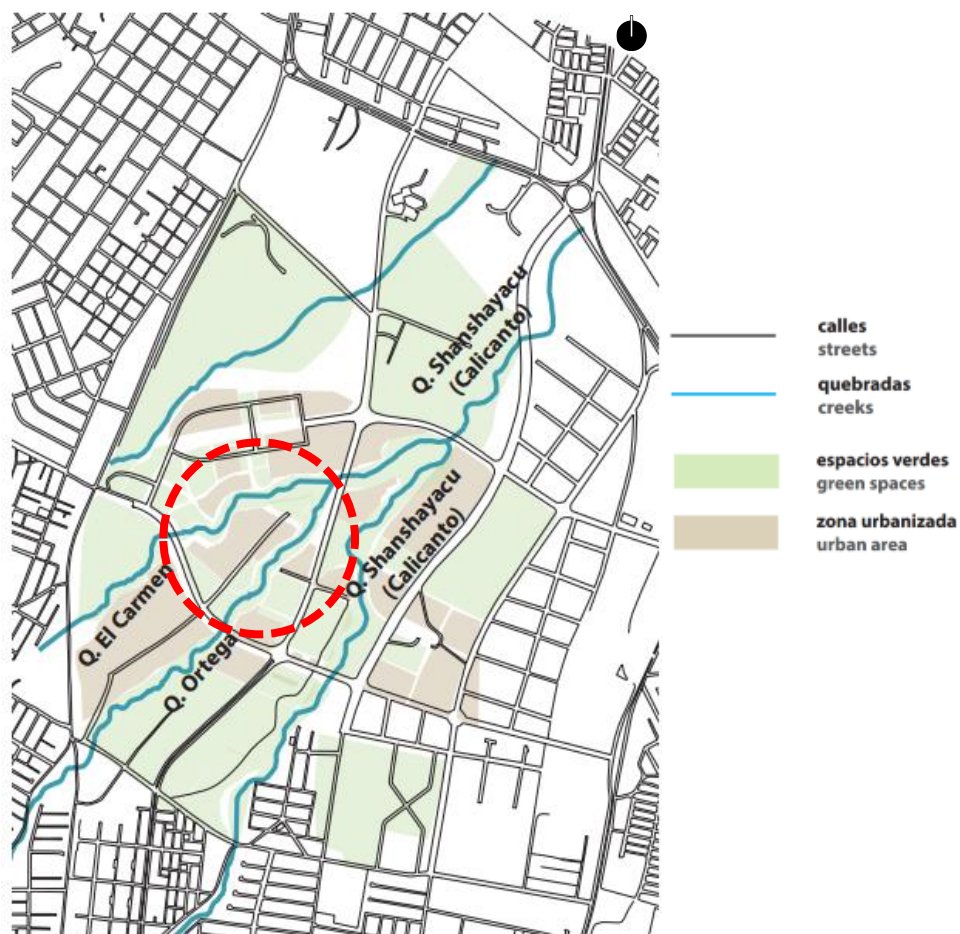 Q. Shanshayacu
(Calicanto)
Q. Shanshayacu
(Calicanto)
Q. El Carmen
Q. Ortega
calles
streets
quebradas
creeks
espacios verdes
green spaces
zona urbanizada
urban area